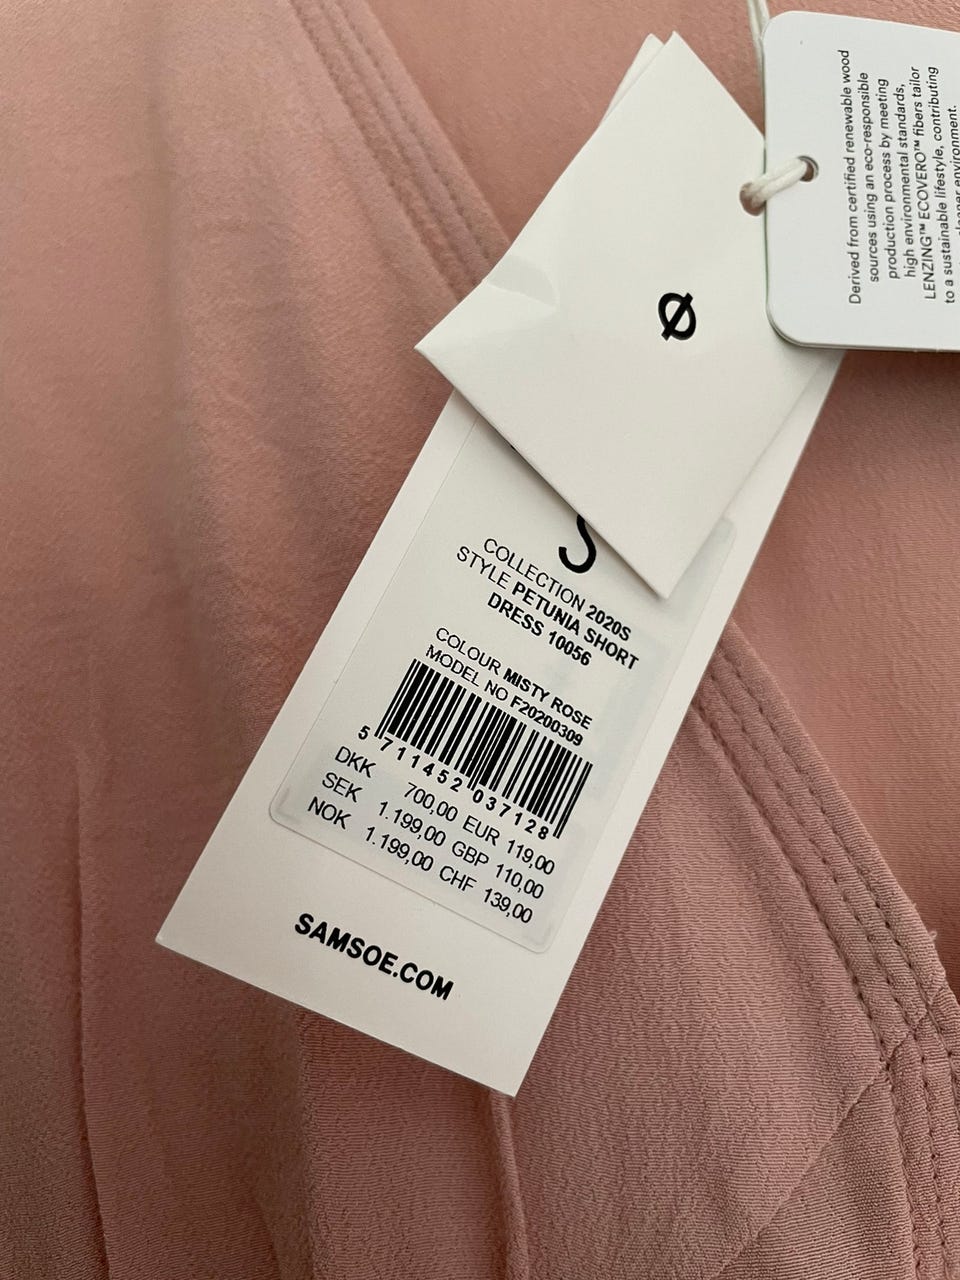 Derived from certified renewable wood
sources using an eco-responsible
production process by meeting
high environmental standards,
LENZING™ ECOVERO™ fibers tailor
to a sustainable lifestyle, contributing
environment.
Ø
S
COLLECTION 2020S
STYLE PETUNIA SHORT
DRESS 10056
COLOUR MISTY ROSE
MODEL NO F20200309
5 711452 037128
DKK 700,00 EUR 119,00
SEK 1.199,00 GBP 110,00
NOK 1.199,00 CHF 139,00
SAMSOE.COM